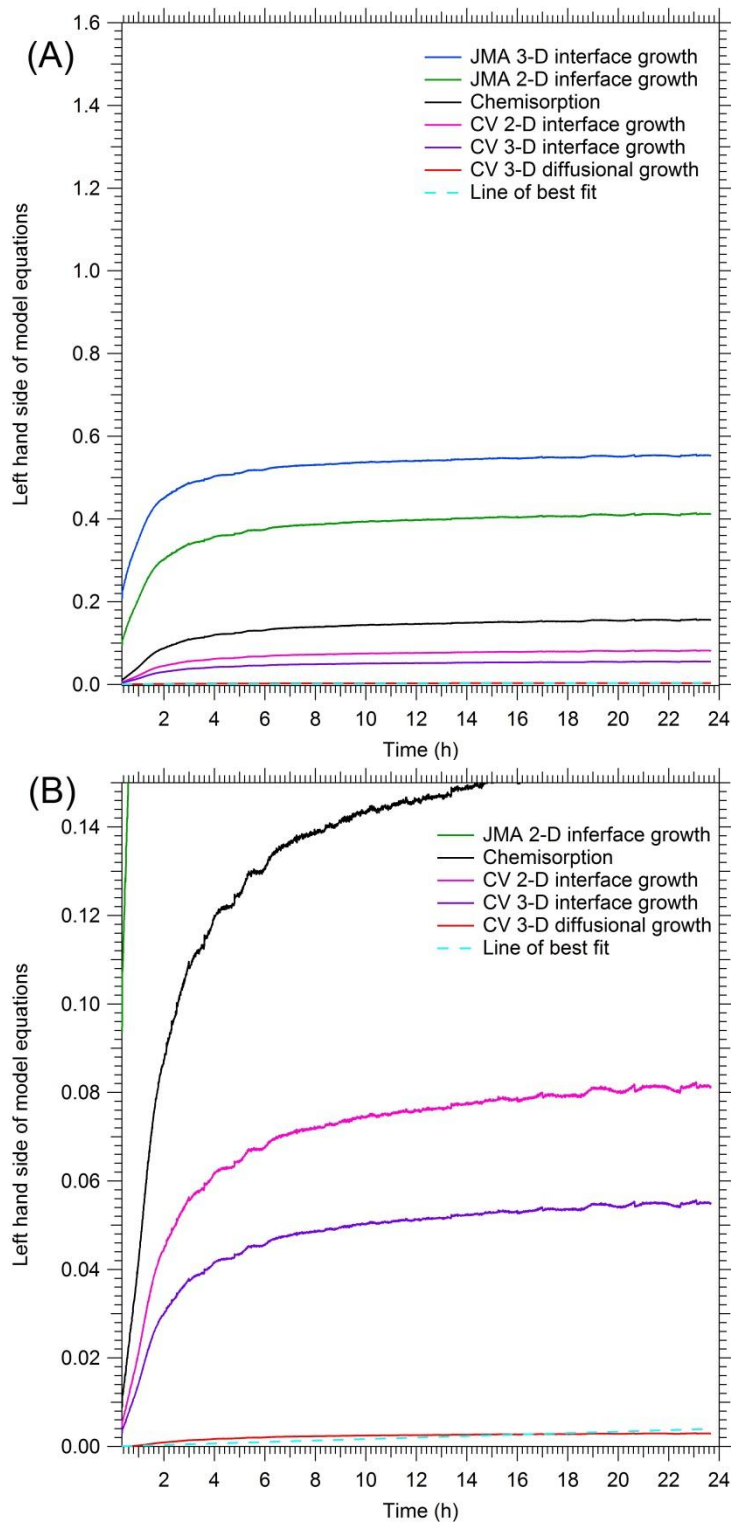 (A)
1.6
1.4
1.2
1.0
0.8
0.6
0.4
0.2
0.0
Left hand side of model equations
JMA 3-D interface growth
JMA 2-D inferface growth
Chemisorption
CV 2-D interface growth
CV 3-D interface growth
CV 3-D diffusional growth
Line of best fit
2 4 6 8 10 12 14 16 18 20 22 24
Time (h)
(B)
0.14
0.12
0.10
0.08
0.06
0.04
0.02
0.00
Left hand side of model equations
JMA 2-D inferface growth
Chemisorption
CV 2-D interface growth
CV 3-D interface growth
CV 3-D diffusional growth
Line of best fit
2 4 6 8 10 12 14 16 18 20 22 24
Time (h)